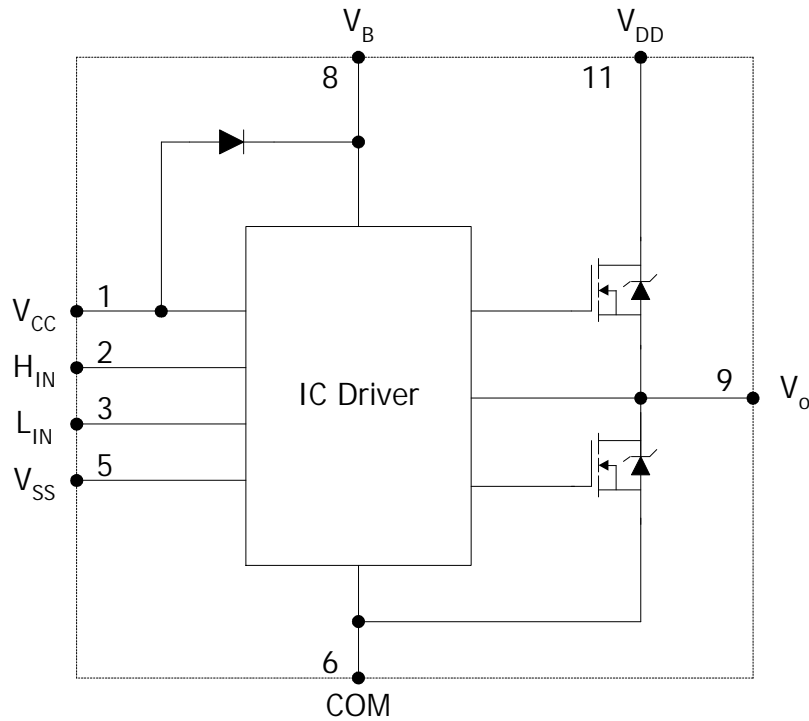 V_B V_DD
8 11
V_CC 1
H_IN 2
L_IN 3
V_SS 5
IC Driver
9 V_o
6
COM